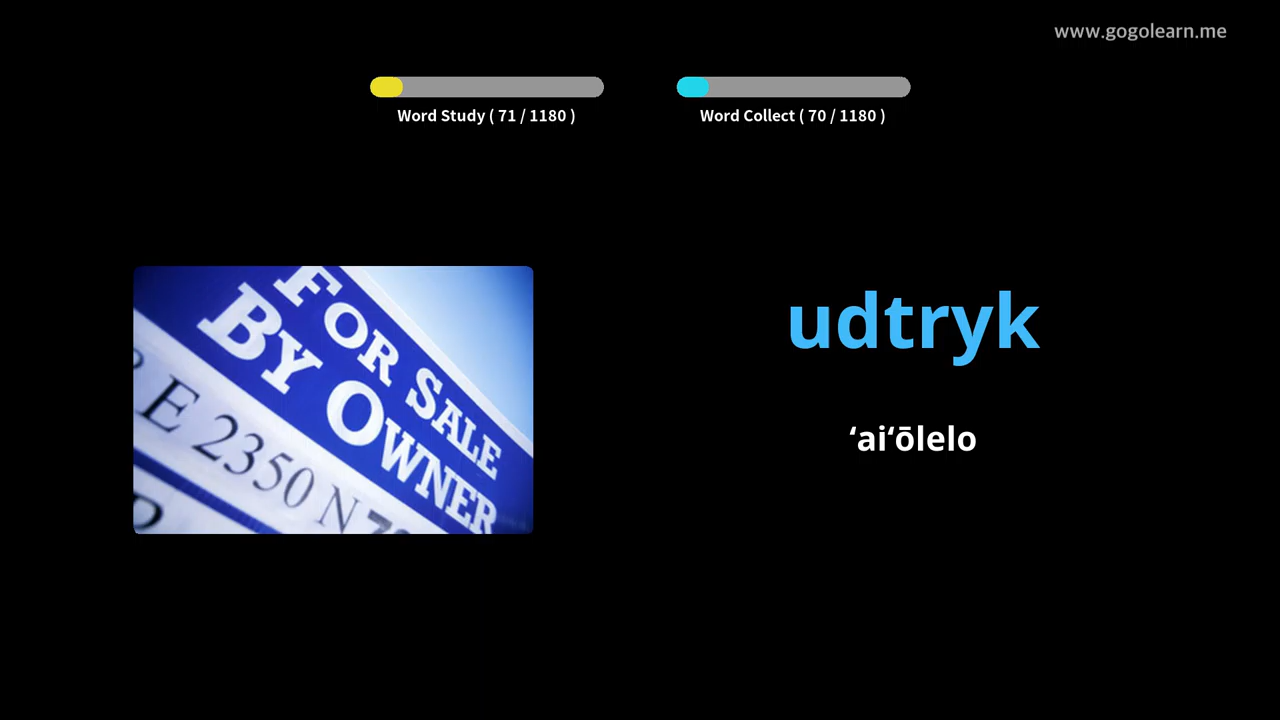 www.gogolearn.me
Word Study ( 71 / 1180 )
Word Collect ( 70 / 1180 )
FOR SALE
BY OWNER
E 2350 N
udtryk
ʻaiʻōlelo